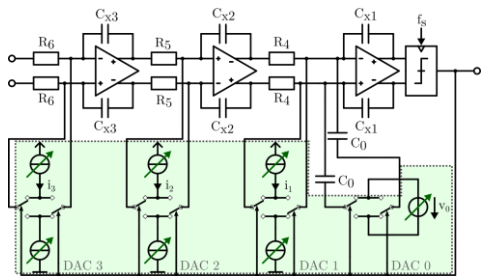 Cx3 Cx2 Cx1 fs
R6 R5 R4
R6 R5 R4
Cx3 Cx2 Cx1
C0
C0
i3 i2 i1 v0
DAC 3 DAC 2 DAC 1 DAC 0